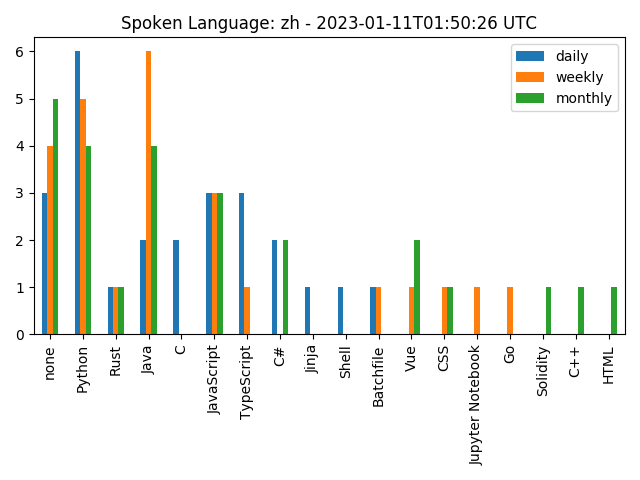 Spoken Language: zh - 2023-01-11T01:50:26 UTC
daily
weekly
monthly
6
5
4
3
2
1
0
none
Python
Rust
Java
C
JavaScript
TypeScript
C#
Jinja
Shell
Batchfile
Vue
CSS
Jupyter Notebook
Go
Solidity
C++
HTML